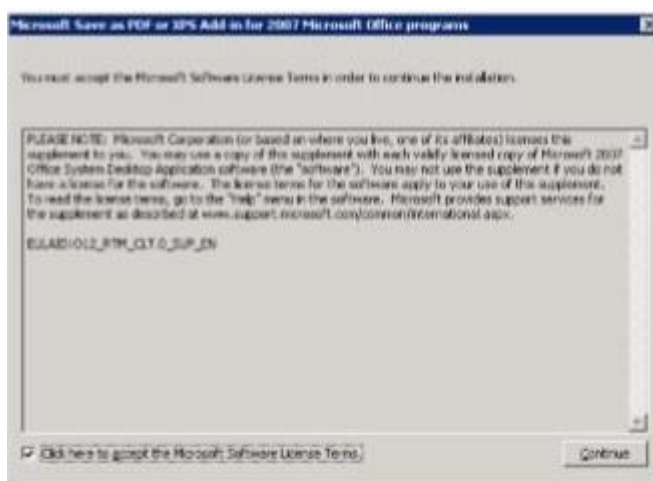 Microsoft Save as PDF or XPS Add-in for 2007 Microsoft Office programs
You must accept the Microsoft Software License Terms in order to continue the installation.
PLEASE NOTE: Microsoft Corporation (or based on where you live, one of its affiliates) licenses this
supplement to you. You may use a copy of this supplement with each validly licensed copy of Microsoft 2007
Office System Desktop Application software (the "software"). You may not use the supplement if you do not
have a license for the software. The license terms for the software apply to your use of this supplement.
To read the license terms, go to the "Help" menu in the software. Microsoft provides support services for
the supplement as described at www.support.microsoft.com/common/international.aspx.
EULAID:O12_RTM_CLT.0_SUP_EN
Click here to accept the Microsoft Software License Terms.
Continue